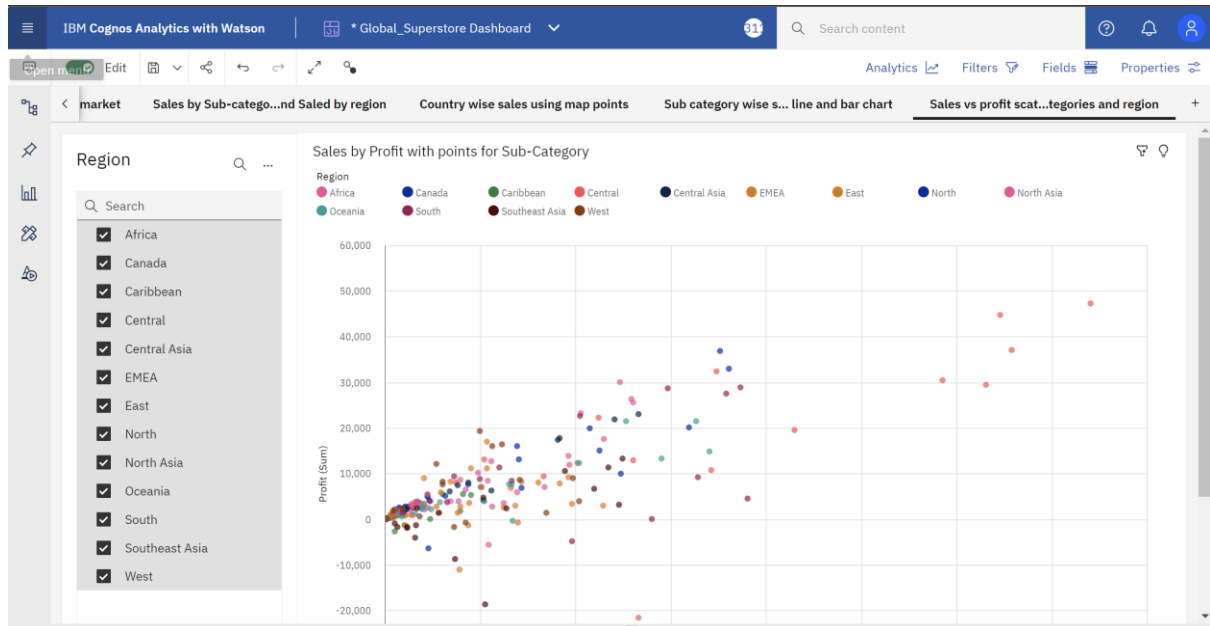 IBM Cognos Analytics with Watson
* Global_Superstore Dashboard
311
Search content
Open menu
Edit
Analytics
Filters
Fields
Properties
market
Sales by Sub-catego...nd Saled by region
Country wise sales using map points
Sub category wise s... line and bar chart
Sales vs profit scat...tegories and region
+
Region
...
Search
Africa
Canada
Caribbean
Central
Central Asia
EMEA
East
North
North Asia
Oceania
South
Southeast Asia
West
Sales by Profit with points for Sub-Category
Region
Africa Canada Caribbean Central Central Asia EMEA East North North Asia
Oceania South Southeast Asia West
Profit (Sum)
60,000
50,000
40,000
30,000
20,000
10,000
0
-10,000
-20,000